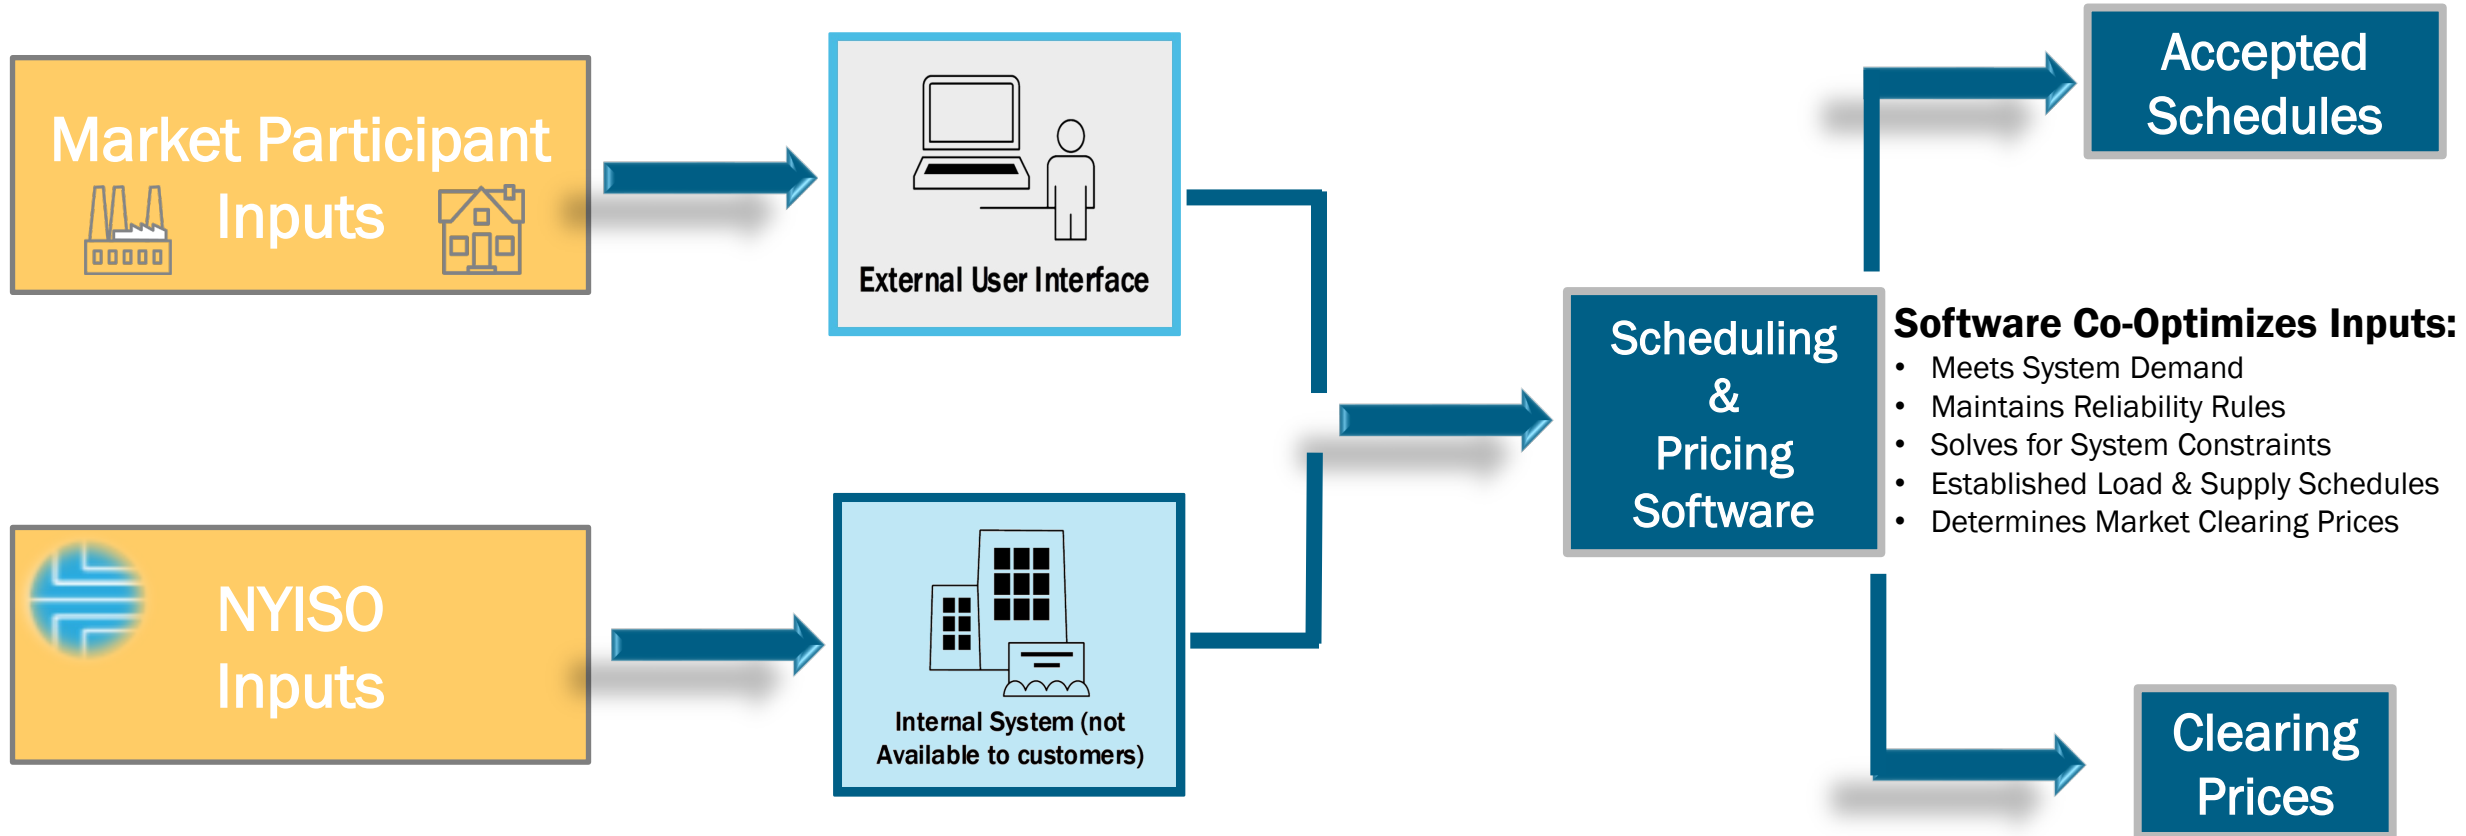 Market Participant
Inputs
External User Interface
Accepted
Schedules
Scheduling
&
Pricing
Software
Software Co-Optimizes Inputs:
• Meets System Demand
• Maintains Reliability Rules
• Solves for System Constraints
• Established Load & Supply Schedules
• Determines Market Clearing Prices
NYISO
Inputs
Internal System (not
Available to customers)
Clearing
Prices